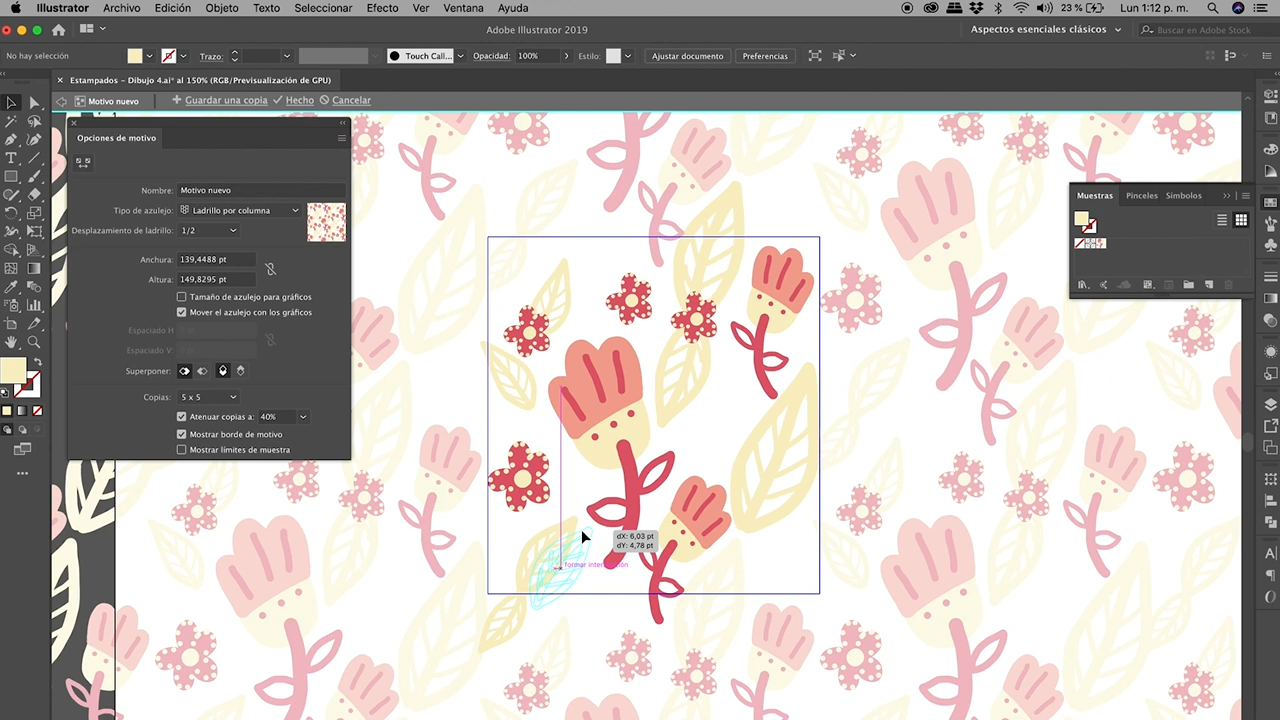 Illustrator Archivo Edición Objeto Texto Seleccionar Efecto Ver Ventana Ayuda 23 % Lun 1:12 p. m.
Adobe Illustrator 2019
Aspectos esenciales clásicos
Buscar en Adobe Stock
No hay selección Trazo: Touch Call... Opacidad: 100% Estilo: Ajustar documento Preferencias
Estampados - Dibujo 4.ai* al 150% (RGB/Previsualización de GPU)
Motivo nuevo + Guardar una copia Hecho Cancelar
Opciones de motivo
Nombre: Motivo nuevo
Tipo de azulejo: Ladrillo por columna
Desplazamiento de ladrillo: 1/2
Anchura: 139,4488 pt
Altura: 149,8295 pt
Tamaño de azulejo para gráficos
Mover el azulejo con los gráficos
Espaciado H
Espaciado V:
Superponer:
Copias: 5 x 5
Atenuar copias a: 40%
Mostrar borde de motivo
Mostrar límites de muestra
Muestras Pinceles Símbolos
dX: 6,03 pt
dY: 4,78 pt